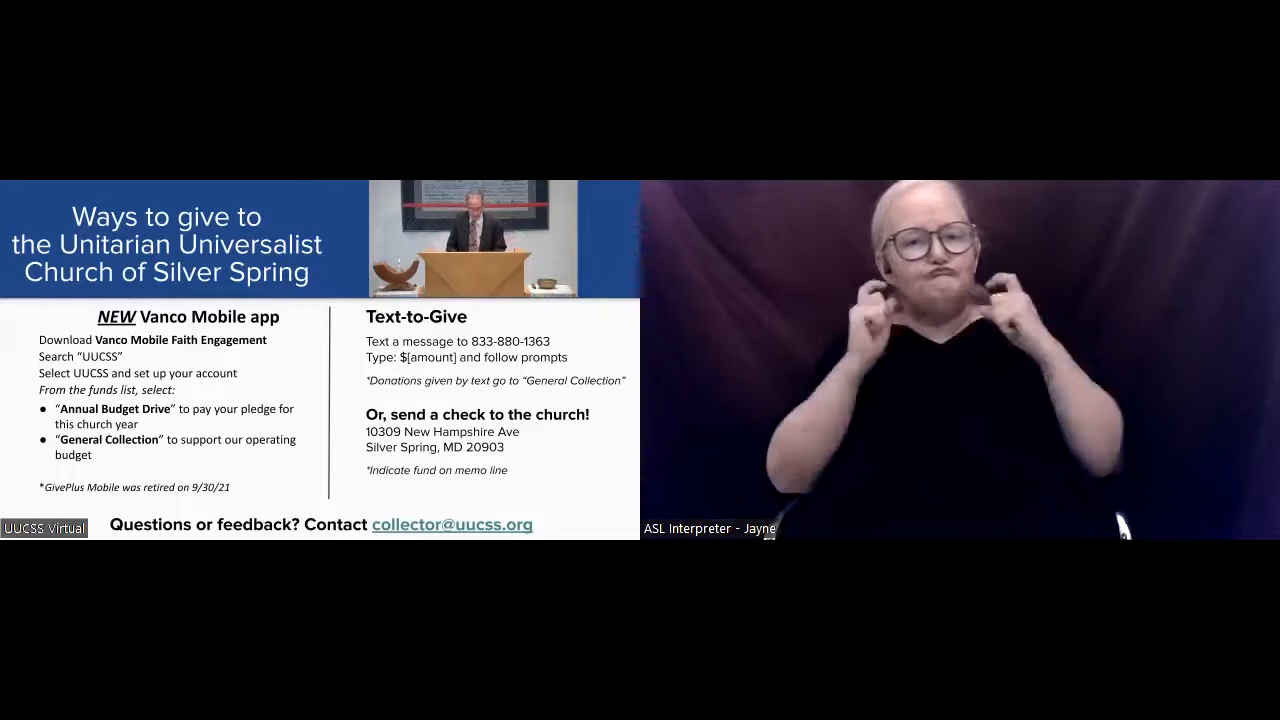 Ways to give to
the Unitarian Universalist
Church of Silver Spring
NEW Vanco Mobile app
Download Vanco Mobile Faith Engagement
Search “UUCSS”
Select UUCSS and set up your account
From the funds list, select:
● “Annual Budget Drive” to pay your pledge for
this church year
● “General Collection” to support our operating
budget
*GivePlus Mobile was retired on 9/30/21
Text-to-Give
Text a message to 833-880-1363
Type: $[amount] and follow prompts
*Donations given by text go to “General Collection”
Or, send a check to the church!
10309 New Hampshire Ave
Silver Spring, MD 20903
*Indicate fund on memo line
Questions or feedback? Contact collector@uucss.org
UUCSS Virtual
ASL Interpreter - Jayne